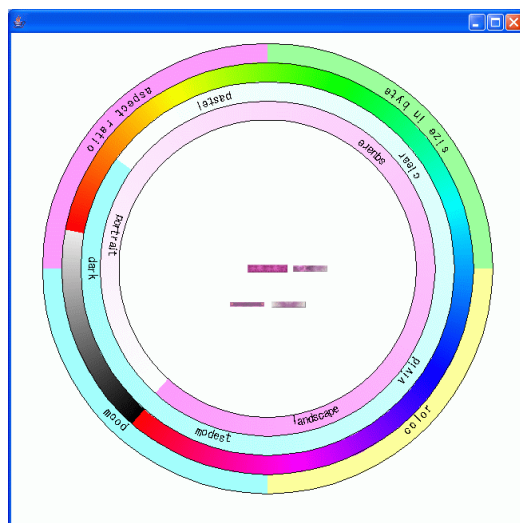 aspect ratio
size in byte
color
mood
pastel
clear
vivid
modest
dark
square
landscape
portrait